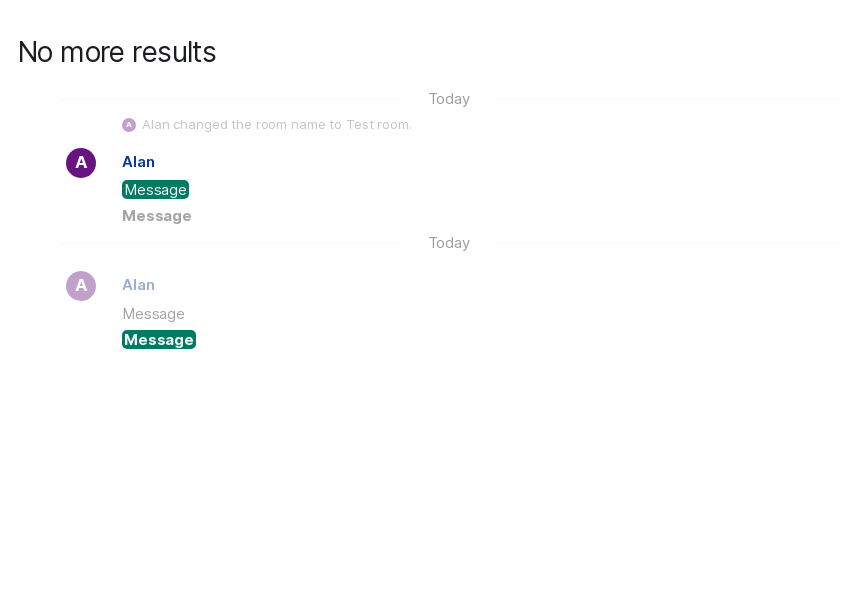 No more results
Today
A Alan changed the room name to Test room.
A Alan
Message
Message
Today
A Alan
Message
Message